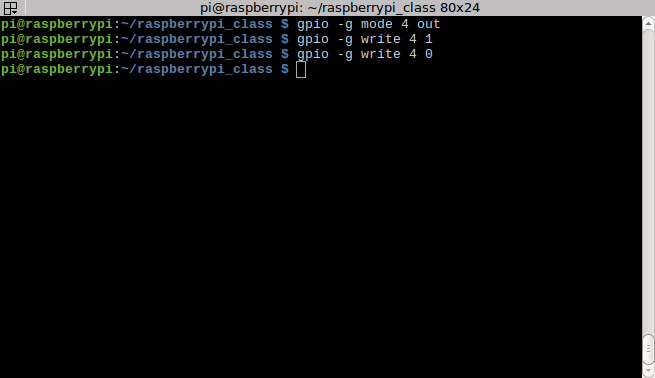 pi@raspberrypi: ~/raspberrypi_class 80x24
pi@raspberrypi:~/raspberrypi_class $ gpio -g mode 4 out
pi@raspberrypi:~/raspberrypi_class $ gpio -g write 4 1
pi@raspberrypi:~/raspberrypi_class $ gpio -g write 4 0
pi@raspberrypi:~/raspberrypi_class $